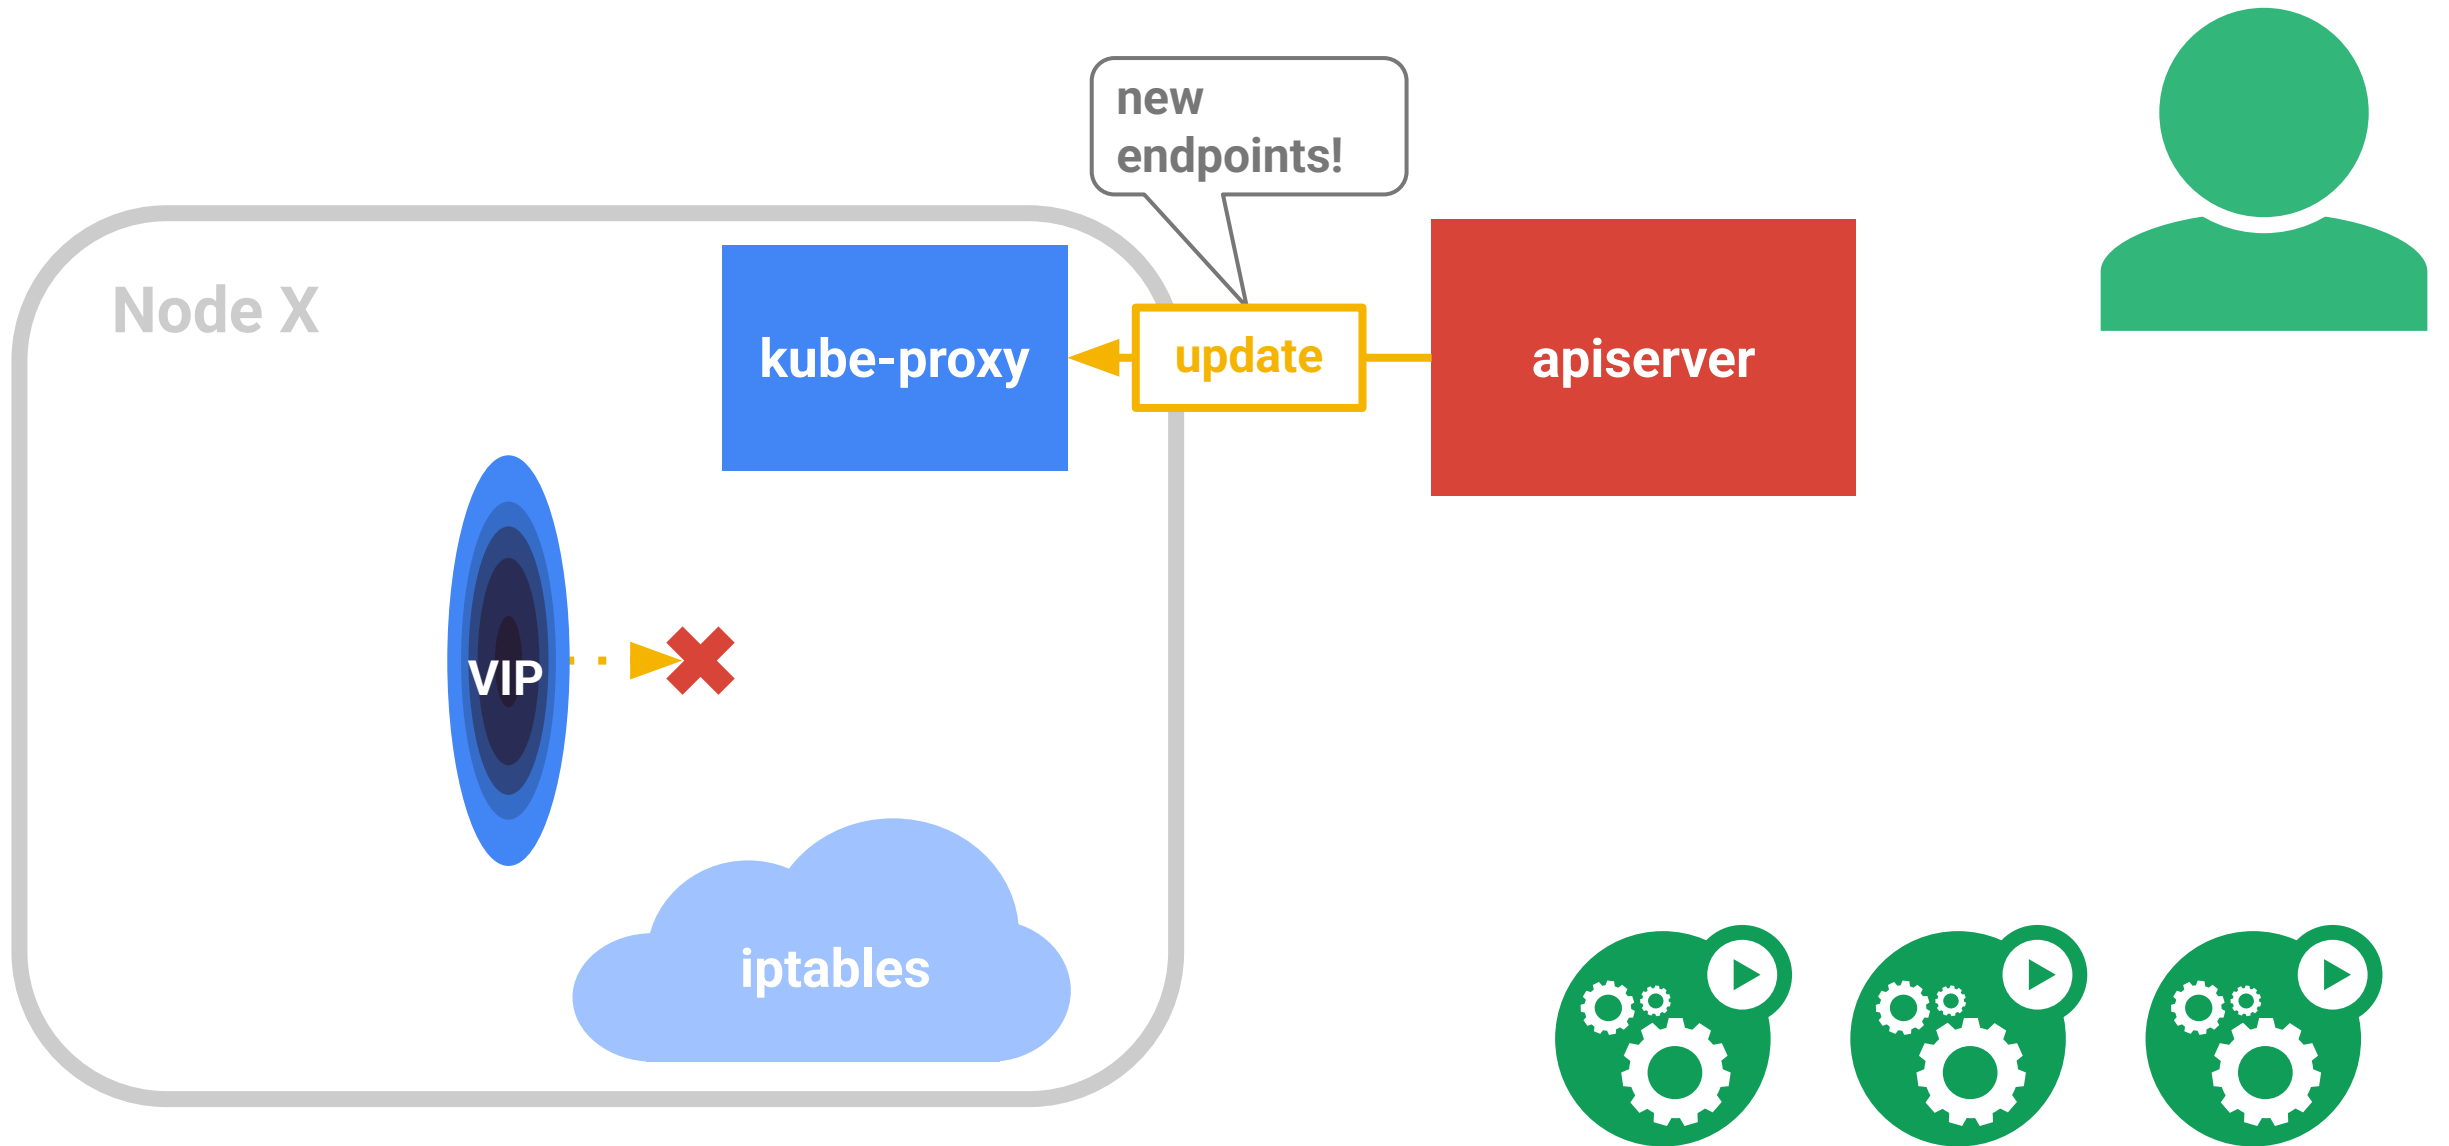 new
endpoints!
Node X
kube-proxy
update
apiserver
VIP
iptables